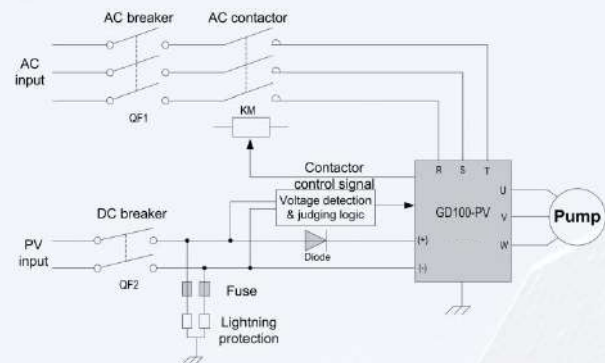 AC breaker AC contactor
AC
input
QF1
KM
Contactor
control signal
R S T
Voltage detection
& judging logic
GD100-PV
U
V
W
Pump
DC breaker
PV
input
QF2
(+)
(-)
Diode
Fuse
Lightning
protection